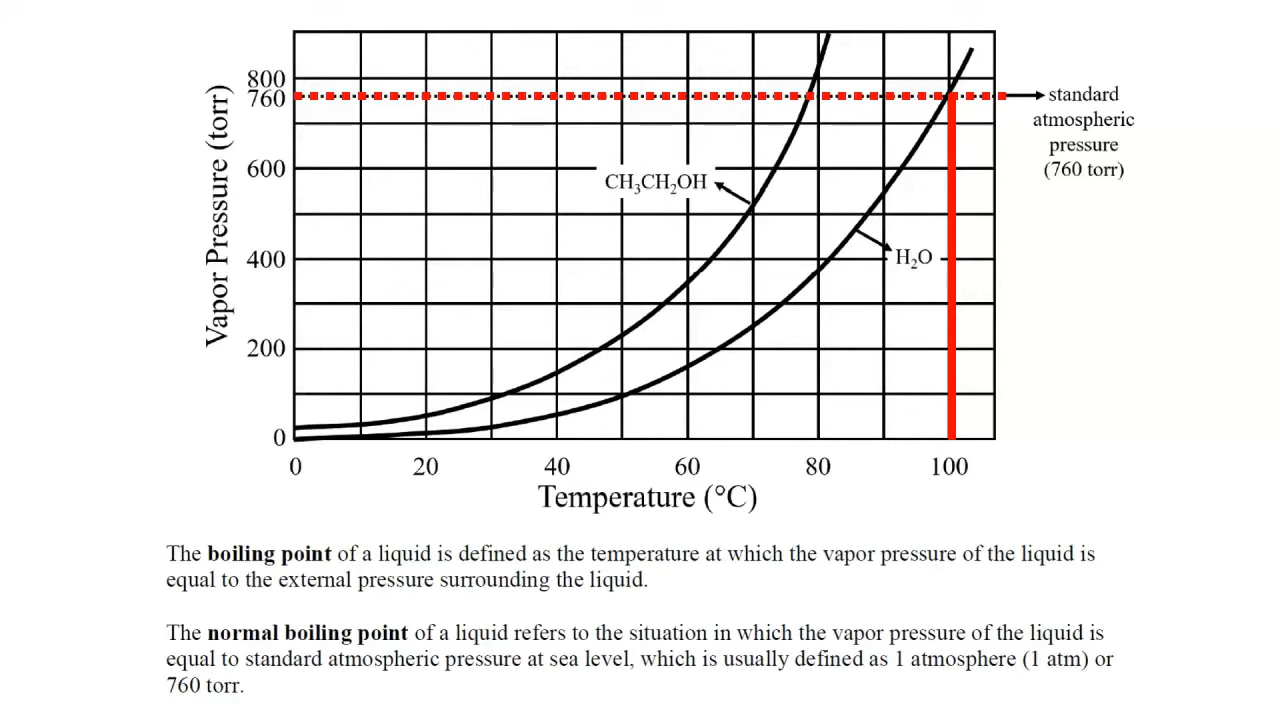 800
760
600
400
200
0
Vapor Pressure (torr)
CH₃CH₂OH
H₂O
standard
atmospheric
pressure
(760 torr)
0 20 40 60 80 100
Temperature (°C)
The boiling point of a liquid is defined as the temperature at which the vapor pressure of the liquid is
equal to the external pressure surrounding the liquid.
The normal boiling point of a liquid refers to the situation in which the vapor pressure of the liquid is
equal to standard atmospheric pressure at sea level, which is usually defined as 1 atmosphere (1 atm) or
760 torr.